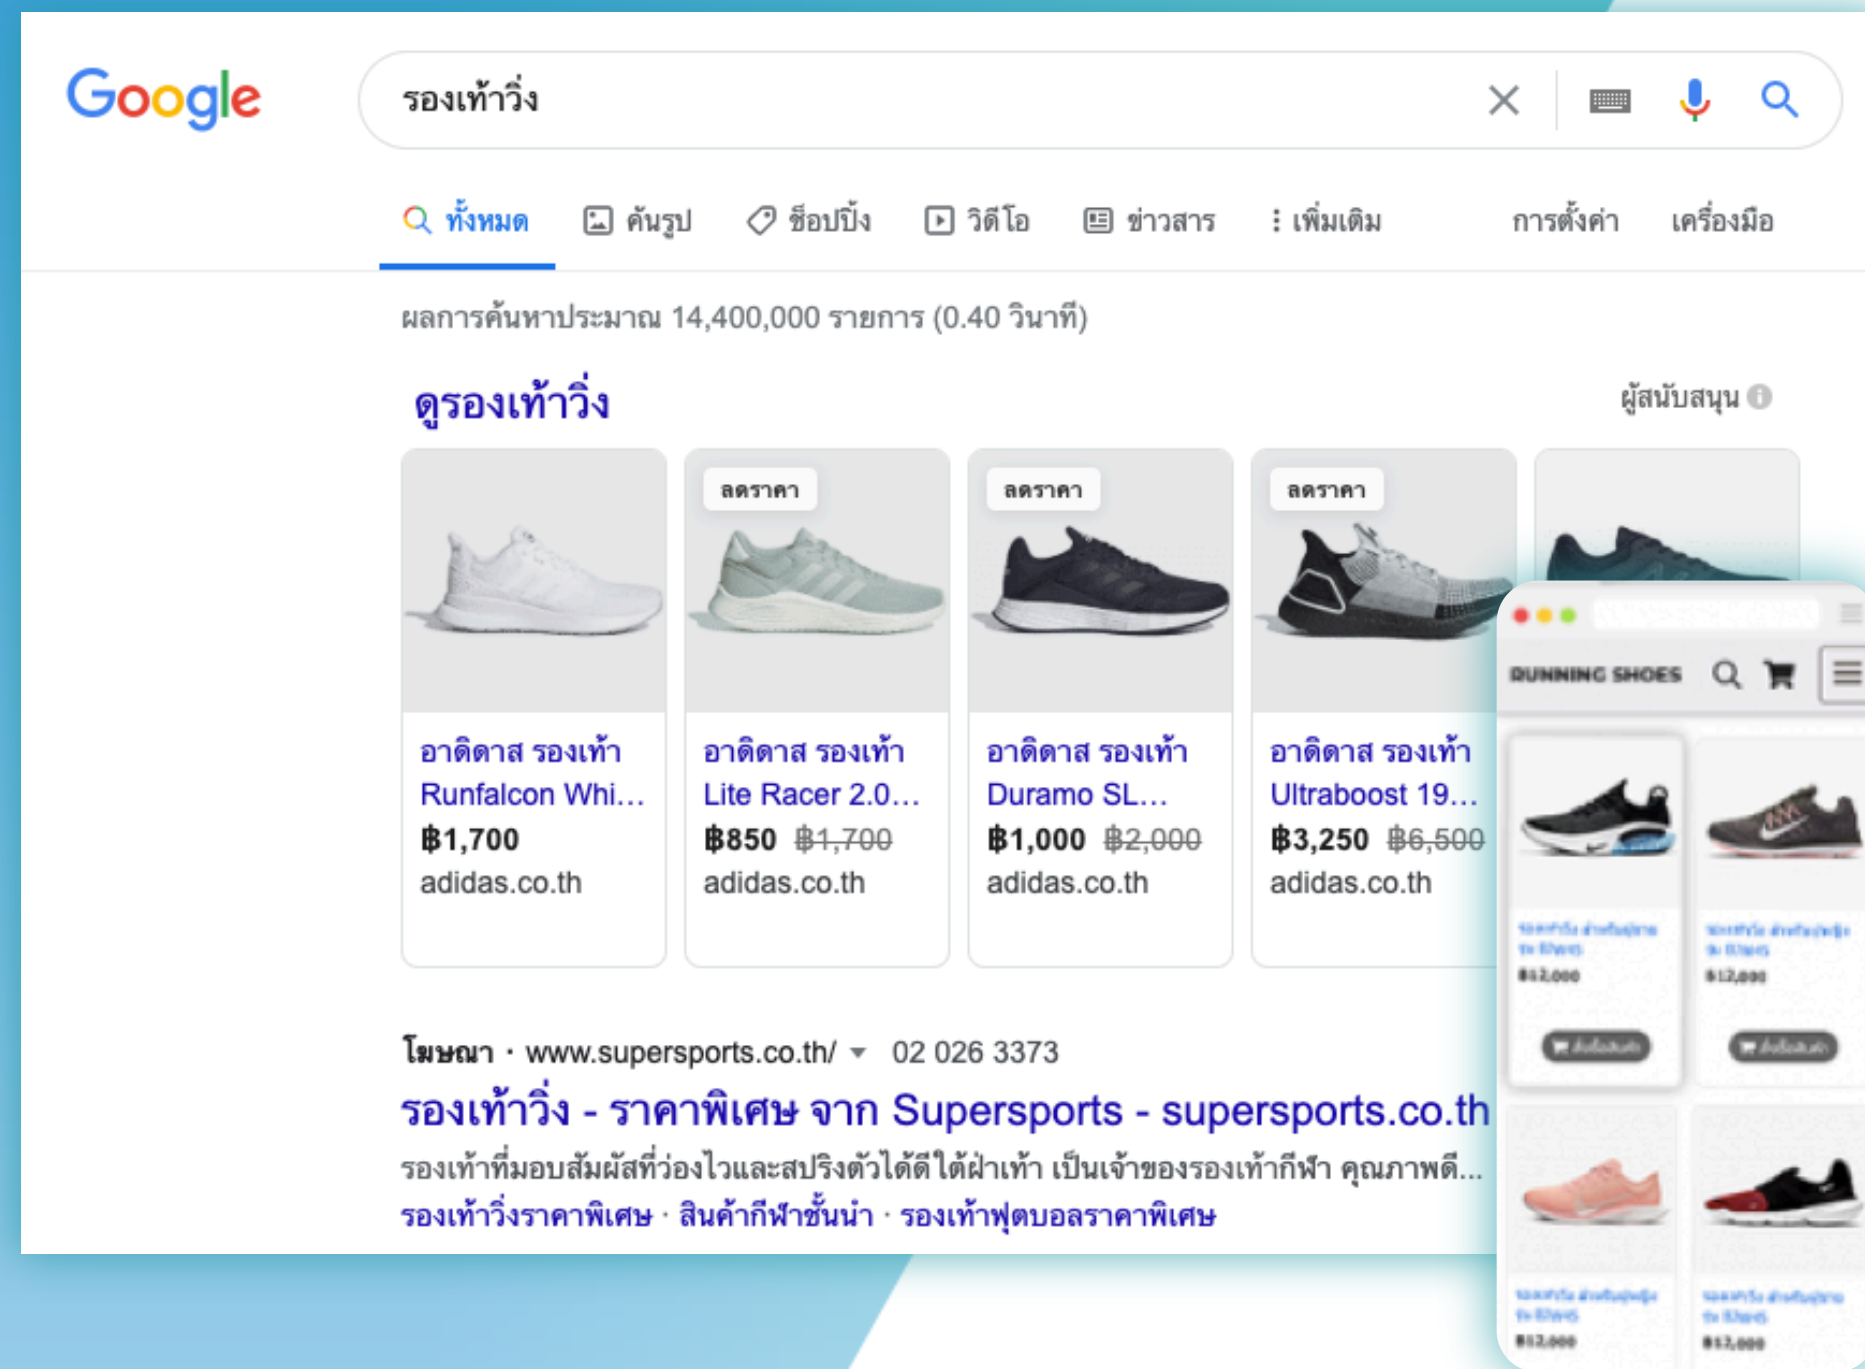 Google
รองเท้าวิ่ง
ทั้งหมด ค้นรูป ช็อปปิ้ง วิดีโอ ข่าวสาร เพิ่มเติม การตั้งค่า เครื่องมือ
ผลการค้นหาประมาณ 14,400,000 รายการ (0.40 วินาที)
ดูรองเท้าวิ่ง
ผู้สนับสนุน
อาดิดาส รองเท้า
Runfalcon Whi...
฿1,700
adidas.co.th
ลดราคา
อาดิดาส รองเท้า
Lite Racer 2.0...
฿850 ฿1,700
adidas.co.th
ลดราคา
อาดิดาส รองเท้า
Duramo SL...
฿1,000 ฿2,000
adidas.co.th
ลดราคา
อาดิดาส รองเท้า
Ultraboost 19...
฿3,250 ฿6,500
adidas.co.th
โฆษณา · www.supersports.co.th/ 02 026 3373
รองเท้าวิ่ง - ราคาพิเศษ จาก Supersports - supersports.co.th
รองเท้าที่มอบสัมผัสที่ว่องไวและสปริงตัวได้ดีใต้ฝ่าเท้า เป็นเจ้าของรองเท้ากีฬา คุณภาพดี...
รองเท้าวิ่งราคาพิเศษ · สินค้ากีฬาชั้นนำ · รองเท้าฟุตบอลราคาพิเศษ
RUNNING SHOES
฿12,000
฿12,000
฿12,000
฿12,000